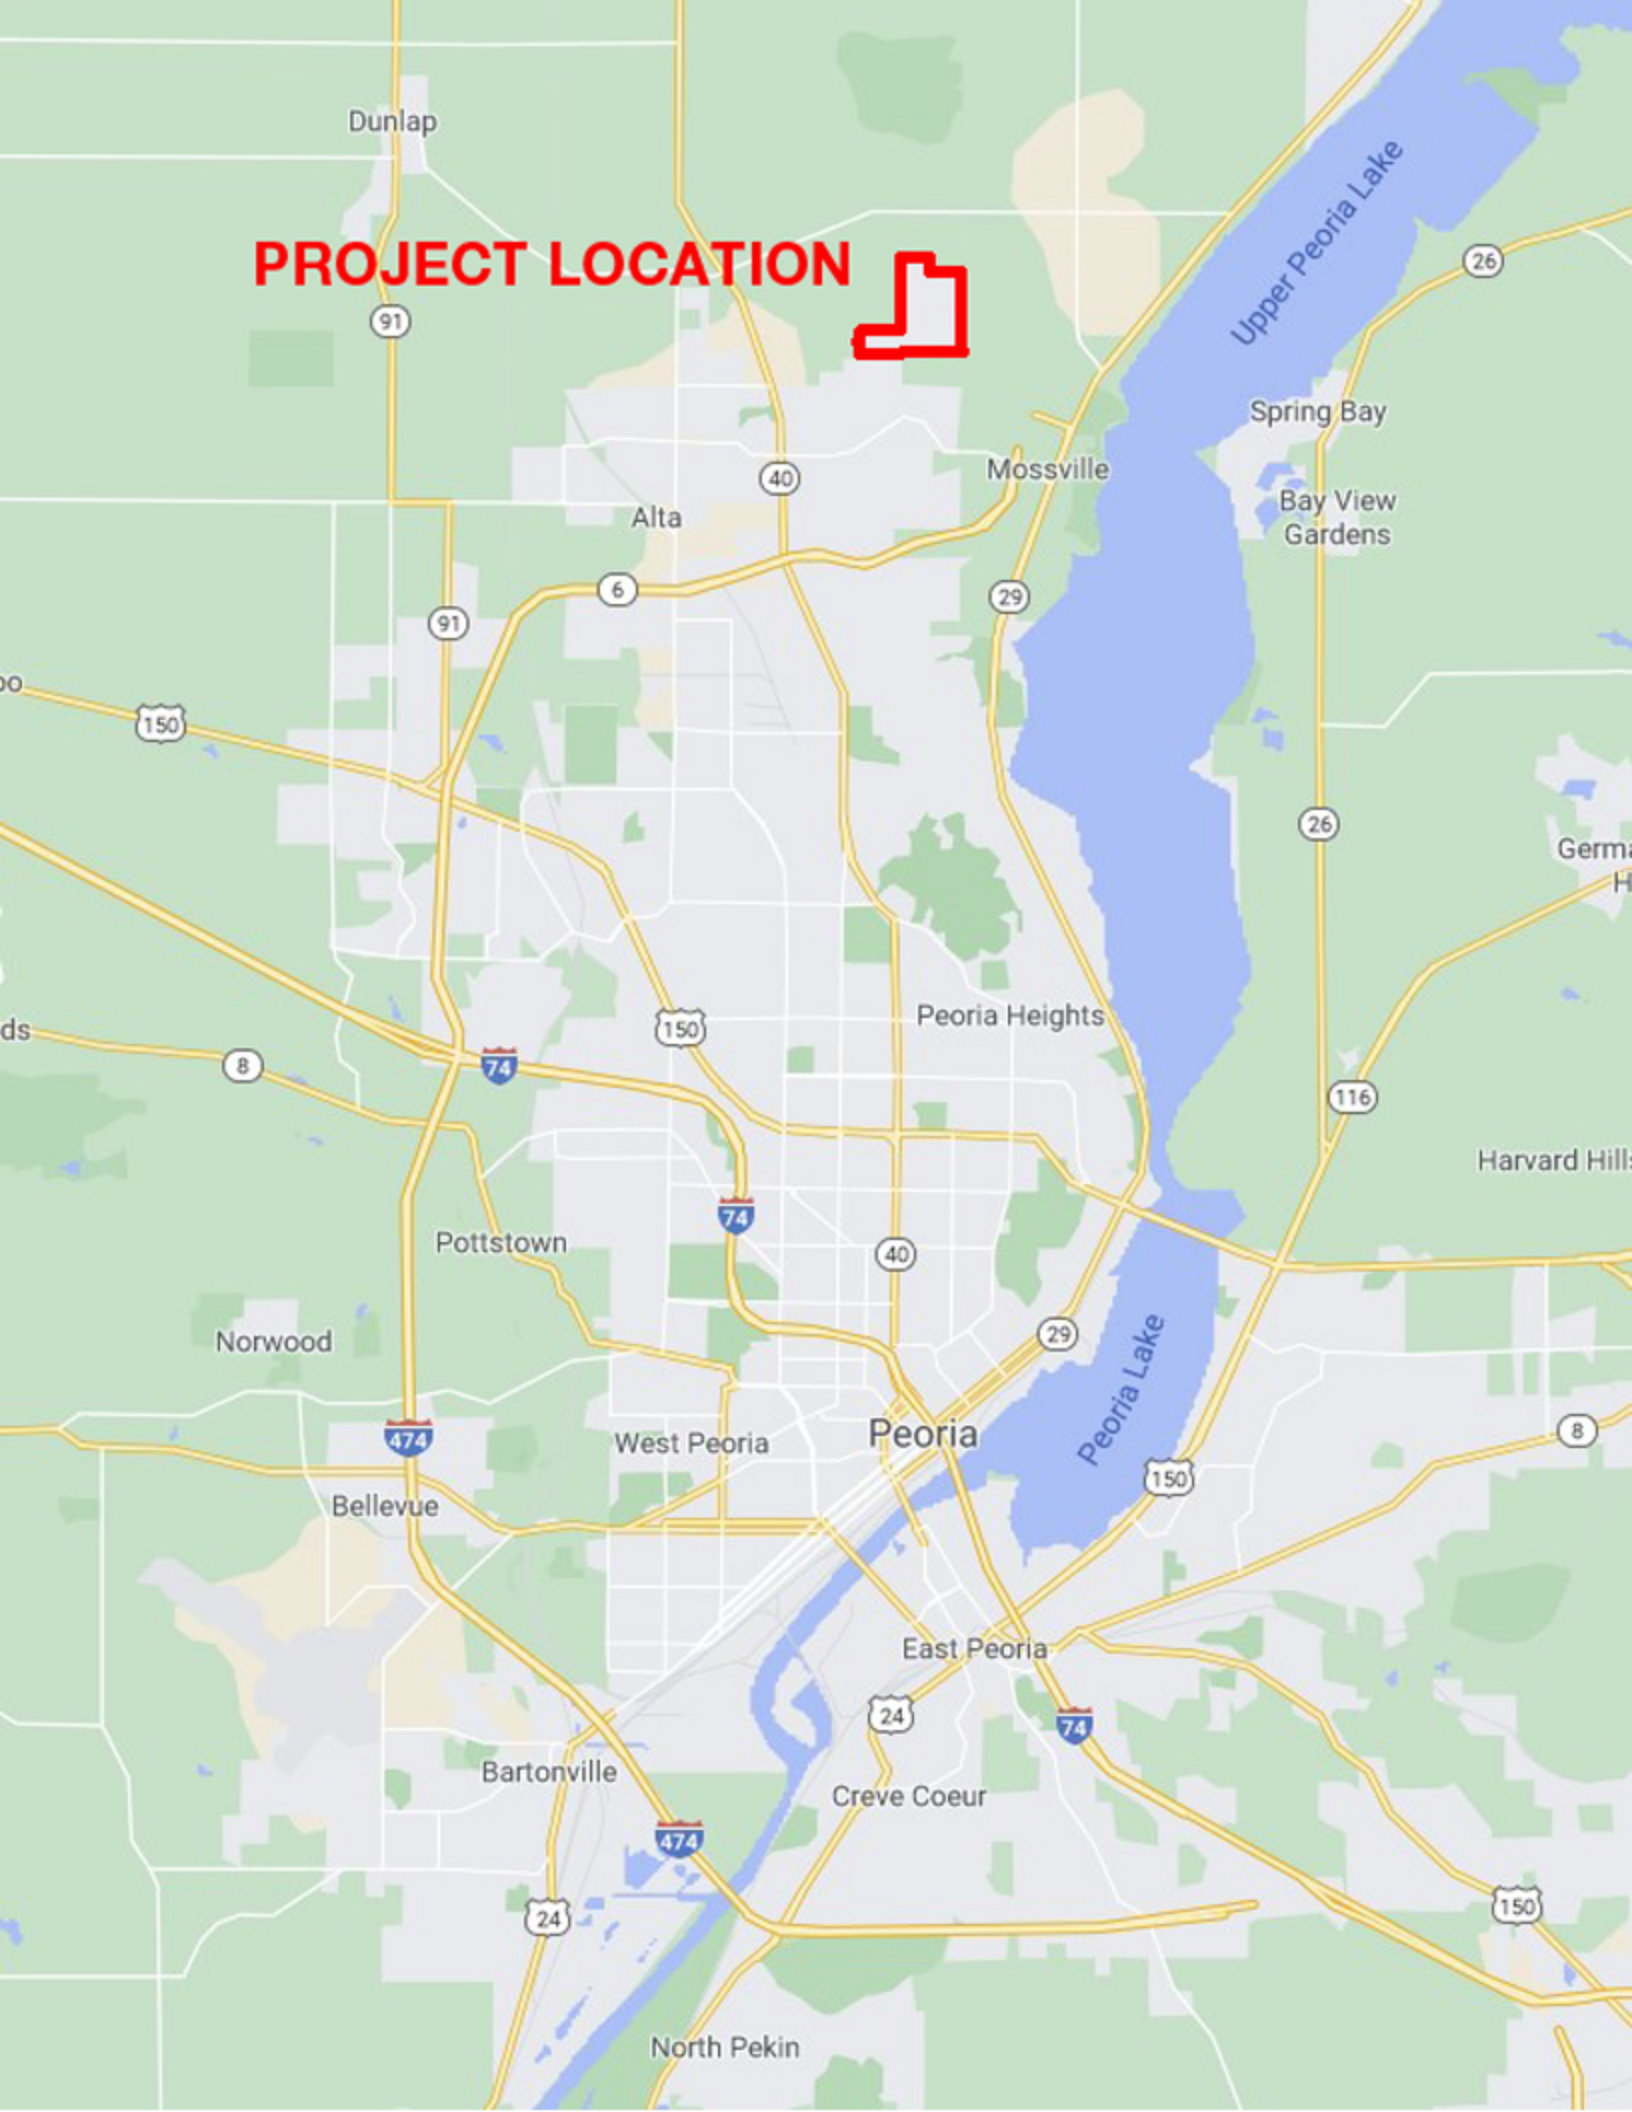 Dunlap
PROJECT LOCATION
Upper Peoria Lake
26
91
Spring Bay
Mossville
40
Bay View
Gardens
Alta
6
29
91
150
26
Germa
H
Peoria Heights
150
ds
8
74
116
Harvard Hills
74
Pottstown
40
Norwood
29
Peoria Lake
8
474
Peoria
West Peoria
150
Bellevue
East Peoria
24
74
Bartonville
Creve Coeur
474
150
24
North Pekin